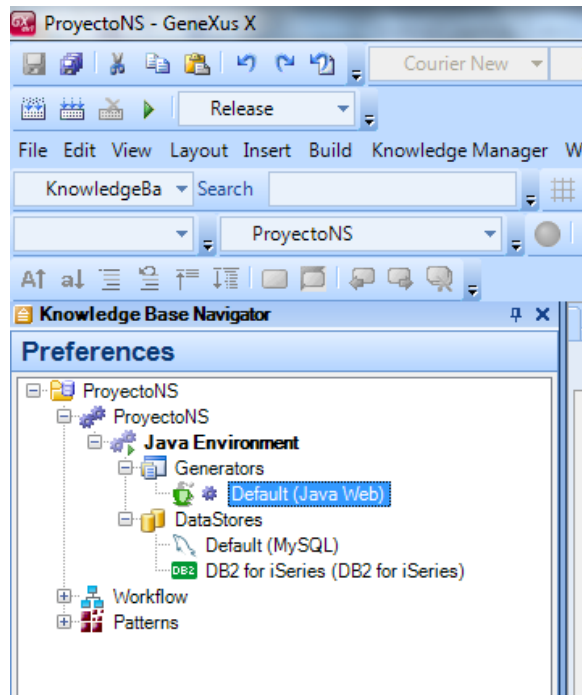 ProyectoNS - GeneXus X
Courier New
Release
File Edit View Layout Insert Build Knowledge Manager W
KnowledgeBa Search
ProyectoNS
Knowledge Base Navigator
Preferences
ProyectoNS
ProyectoNS
Java Environment
Generators
Default (Java Web)
DataStores
Default (MySQL)
DB2 DB2 for iSeries (DB2 for iSeries)
Workflow
Patterns